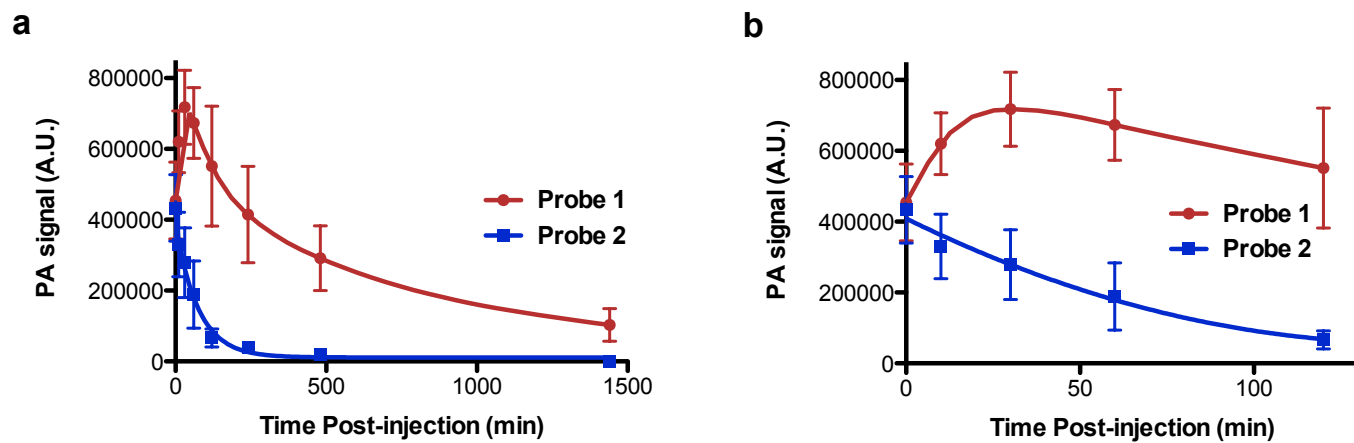 a
PA signal (A.U.)
800000
600000
400000
200000
0
0
500
1000
1500
Time Post-injection (min)
Probe 1
Probe 2
b
PA signal (A.U.)
800000
600000
400000
200000
0
0
50
100
Time Post-injection (min)
Probe 1
Probe 2